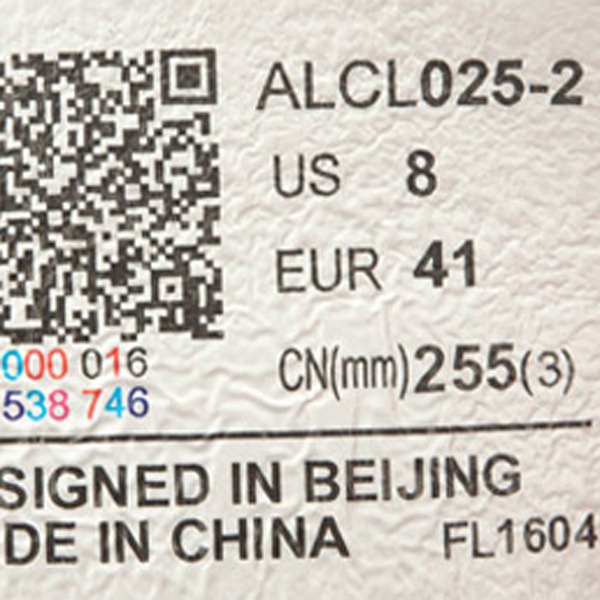 ALCL025-2
US 8
EUR 41
CN(mm)255(3)
000 016
538 746
SIGNED IN BEIJING
DE IN CHINA
FL1604